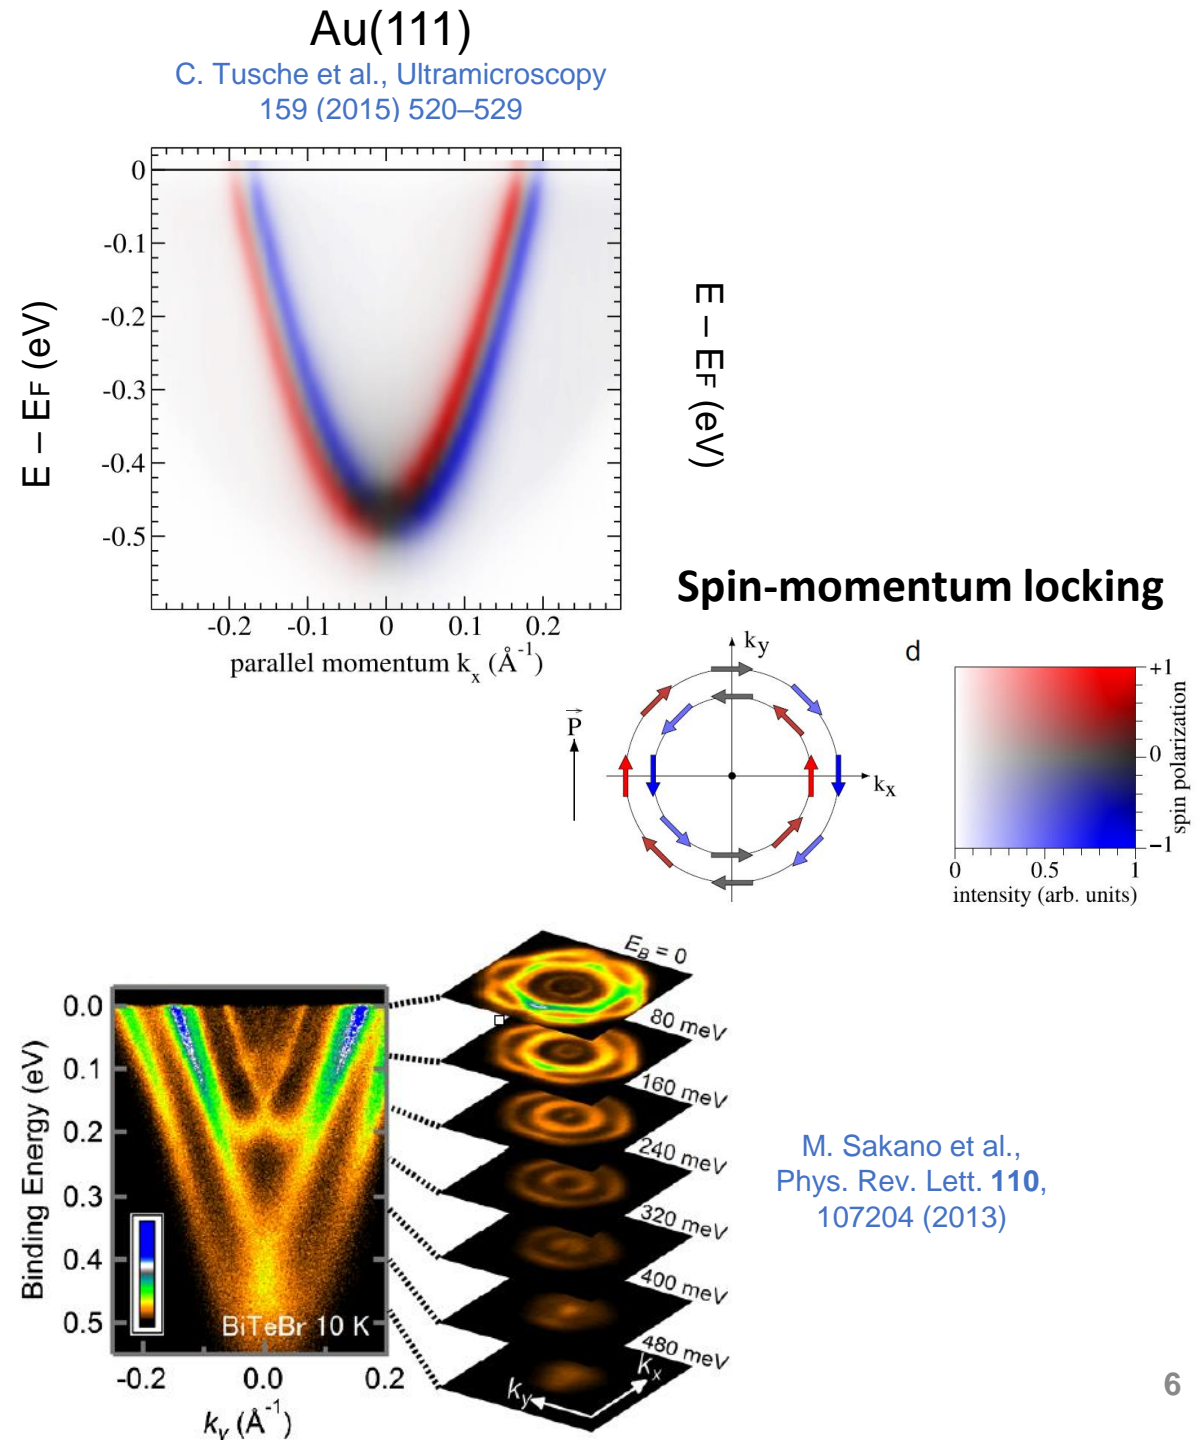 Au(111)
C. Tusche et al., Ultramicroscopy
159 (2015) 520–529
E – EF (eV)
0
-0.1
-0.2
-0.3
-0.4
-0.5
-0.2 -0.1 0 0.1 0.2
parallel momentum kx (Å-1)
E – EF (eV)
Spin-momentum locking
P
ky
kx
d
+1
0
−1
spin polarization
0 0.5 1
intensity (arb. units)
Binding Energy (eV)
0.0
0.1
0.2
0.3
0.4
0.5
BiTeBr 10 K
-0.2 0.0 0.2
ky (Å-1)
EB = 0
80 meV
160 meV
240 meV
320 meV
400 meV
480 meV
ky
kx
M. Sakano et al.,
Phys. Rev. Lett. 110,
107204 (2013)
6